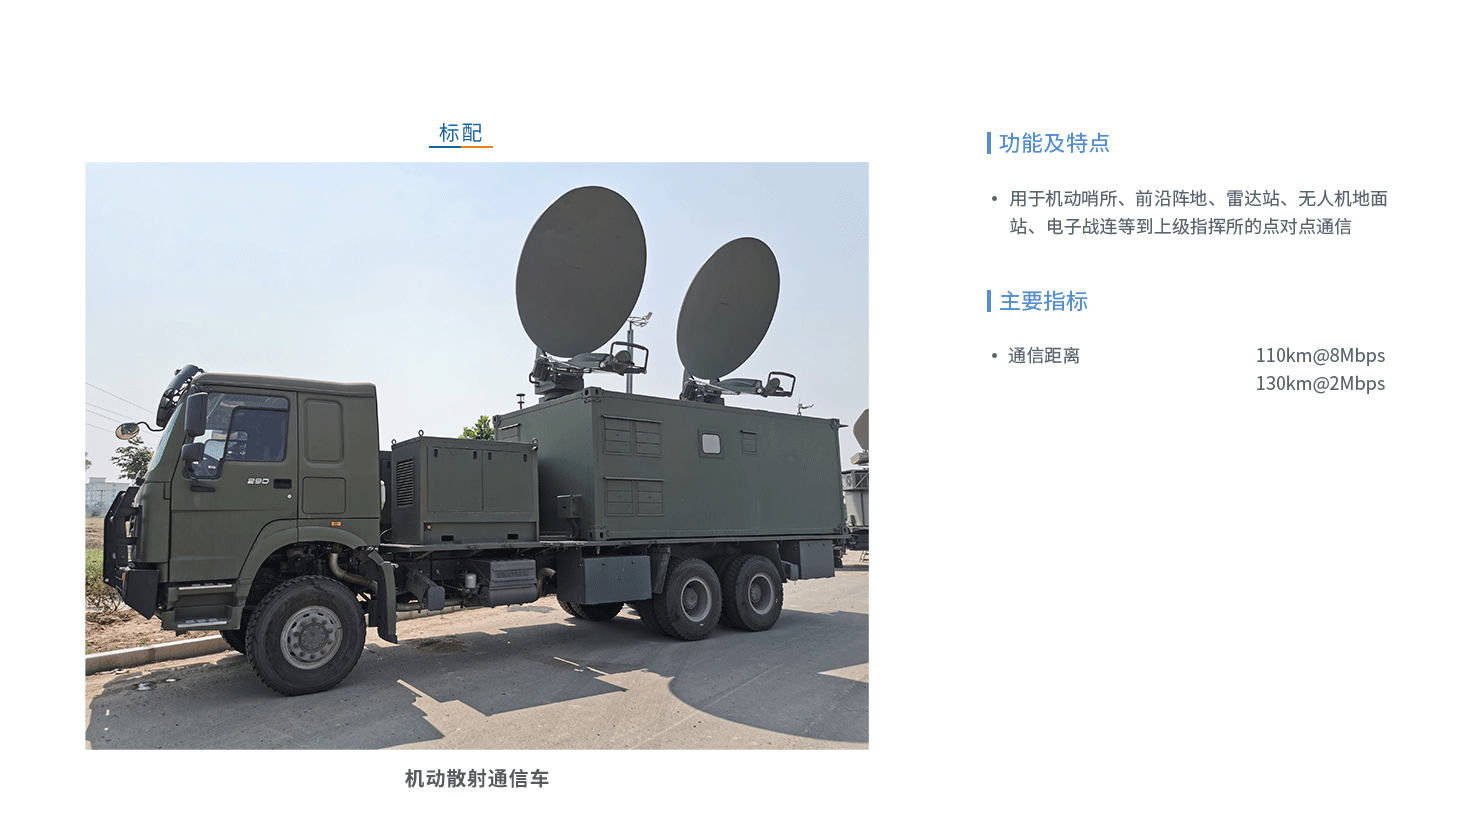 标配
290
机动散射通信车
功能及特点
• 用于机动哨所、前沿阵地、雷达站、无人机地面
站、电子战连等到上级指挥所的点对点通信
主要指标
• 通信距离 110km@8Mbps
130km@2Mbps